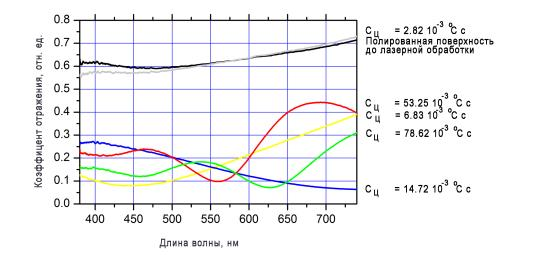 0.8
0.7
0.6
0.5
0.4
0.3
0.2
0.1
0.0
Коэффицент отражения, отн. ед.
400
450
500
550
600
650
700
Длина волны, нм
C ц = 2.82 10⁻³ °C c
Полированная поверхность
до лазерной обработки
C ц = 53.25 10⁻³ °C c
C ц = 6.83 10⁻³ °C c
C ц = 78.62 10⁻³ °C c
C ц = 14.72 10⁻³ °C c